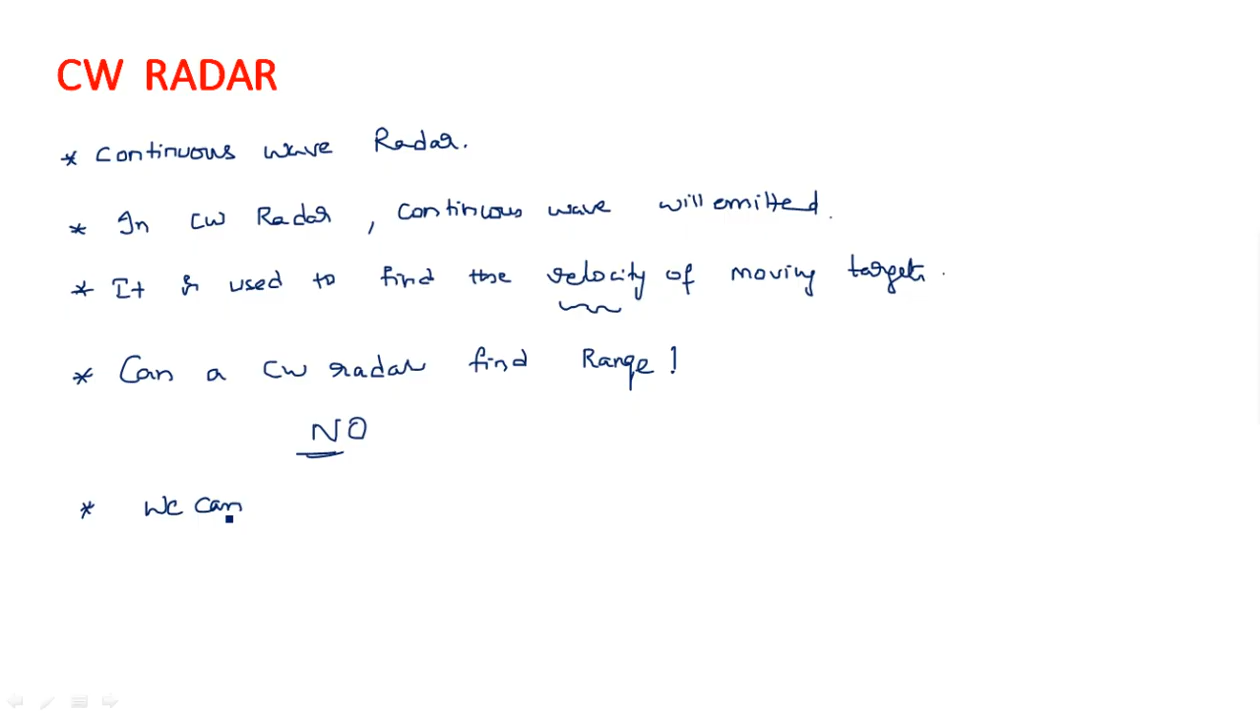 CW RADAR
* Continuous wave Radar.
* In CW Radar, continuous wave will emitted.
* It is used to find the velocity of moving target.
* Can a CW radar find Range!
NO
* We can